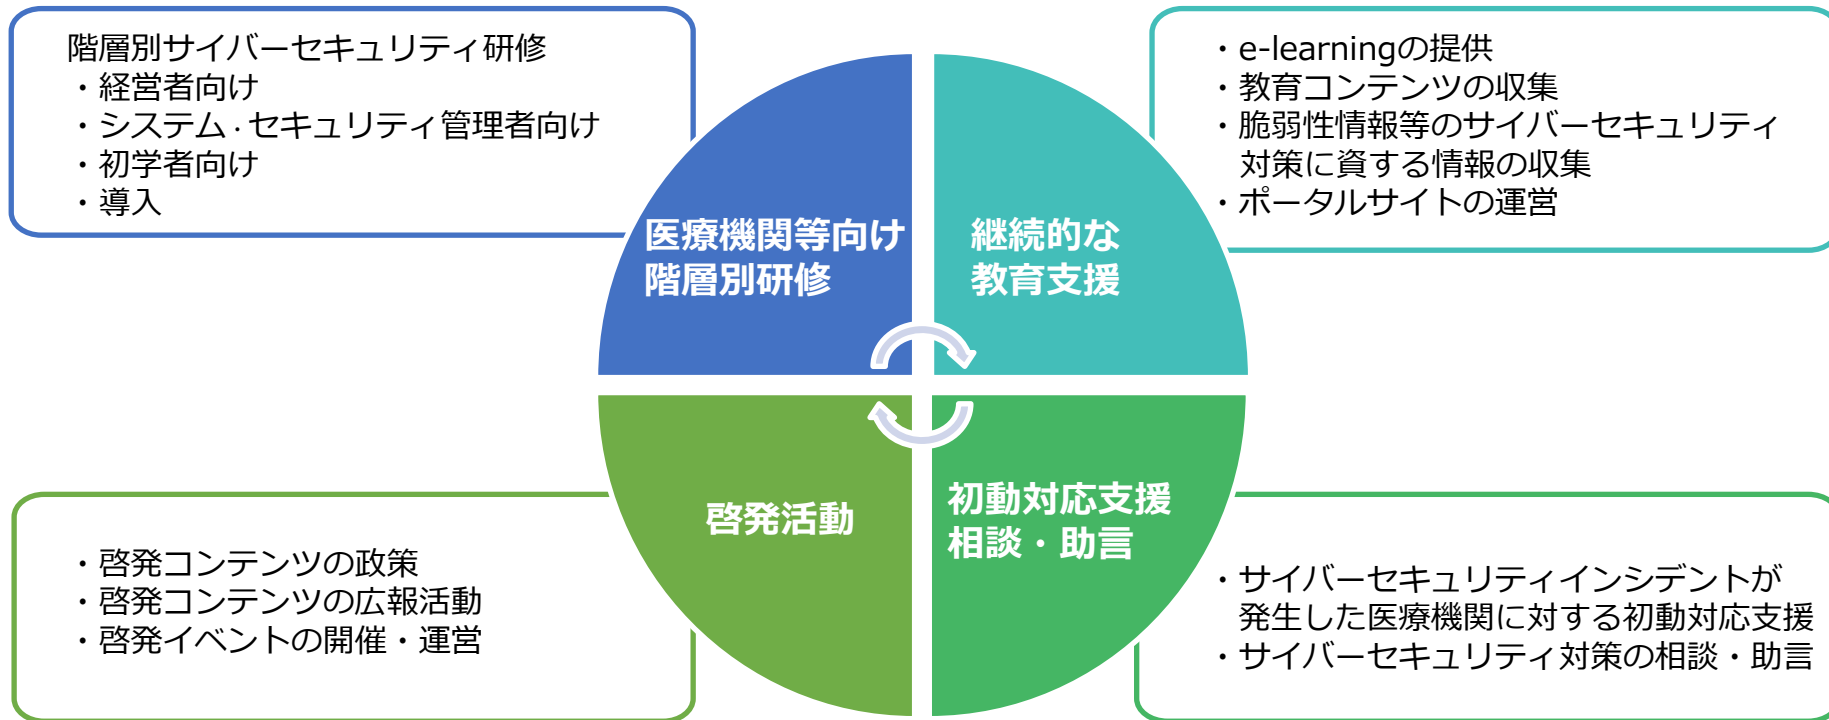 階層別サイバーセキュリティ研修
・経営者向け
・システム・セキュリティ管理者向け
・初学者向け
・導入
・e-learningの提供
・教育コンテンツの収集
・脆弱性情報等のサイバーセキュリティ
対策に資する情報の収集
・ポータルサイトの運営
医療機関等向け
階層別研修
継続的な
教育支援
啓発活動
初動対応支援
相談・助言
・啓発コンテンツの政策
・啓発コンテンツの広報活動
・啓発イベントの開催・運営
・サイバーセキュリティインシデントが
発生した医療機関に対する初動対応支援
・サイバーセキュリティ対策の相談・助言